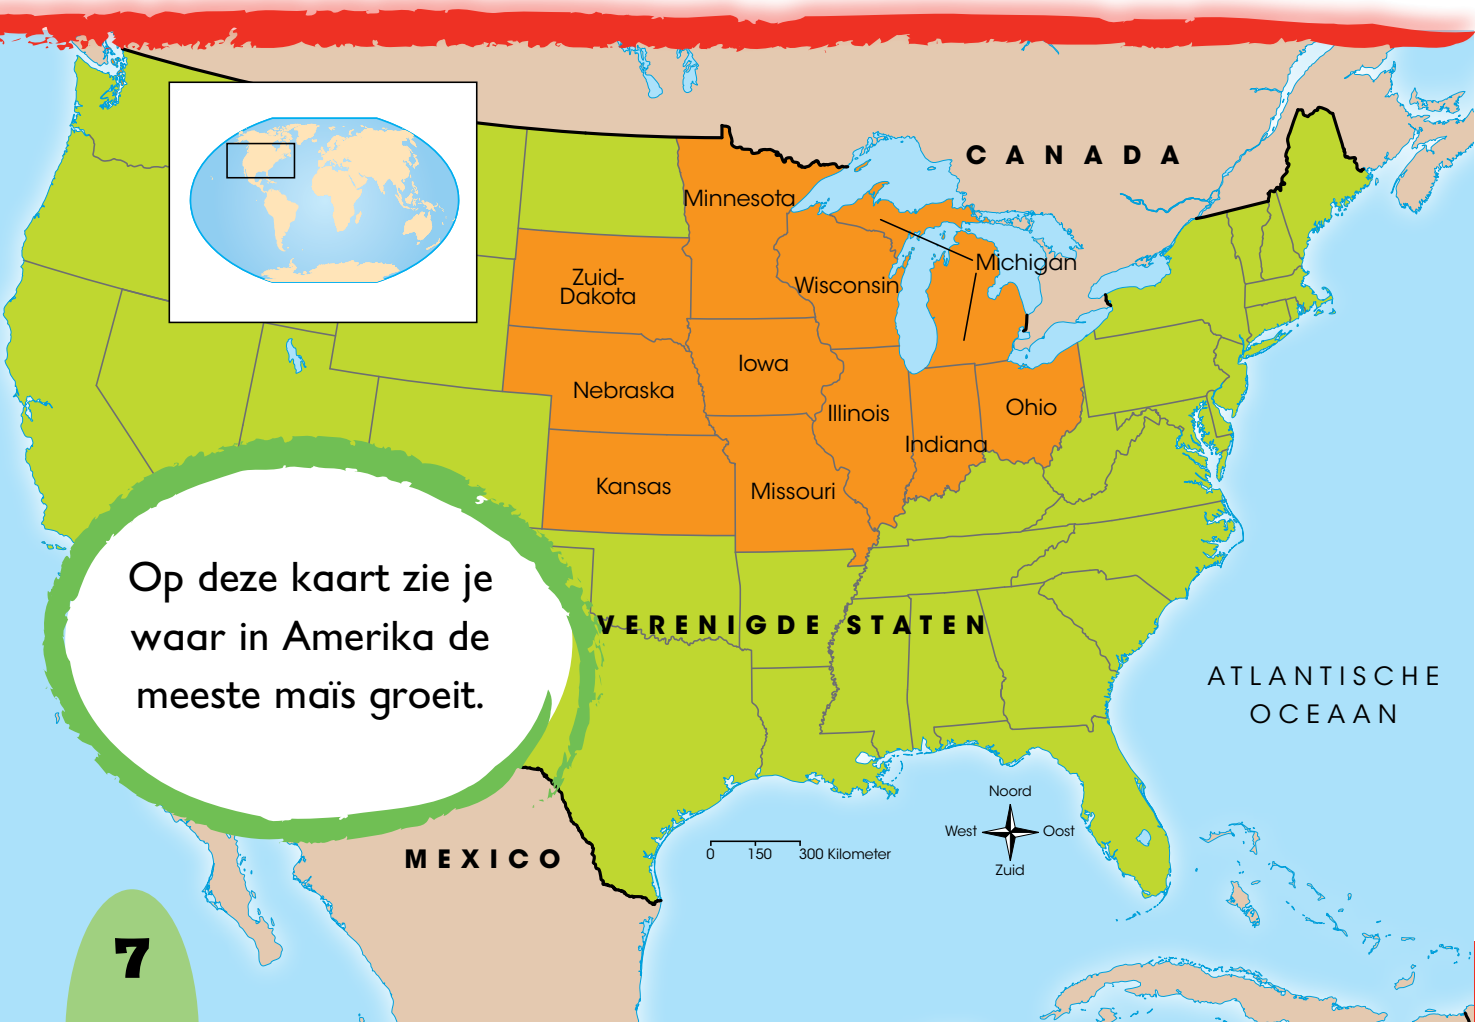 CANADA
Minnesota
Michigan
Zuid-
Dakota
Wisconsin
Iowa
Nebraska
Illinois
Ohio
Indiana
Kansas
Missouri
Op deze kaart zie je
waar in Amerika de
meeste maïs groeit.
VERENIGDE STATEN
ATLANTISCHE
OCEAAN
Noord
West
Oost
Zuid
0 150 300 Kilometer
MEXICO
7